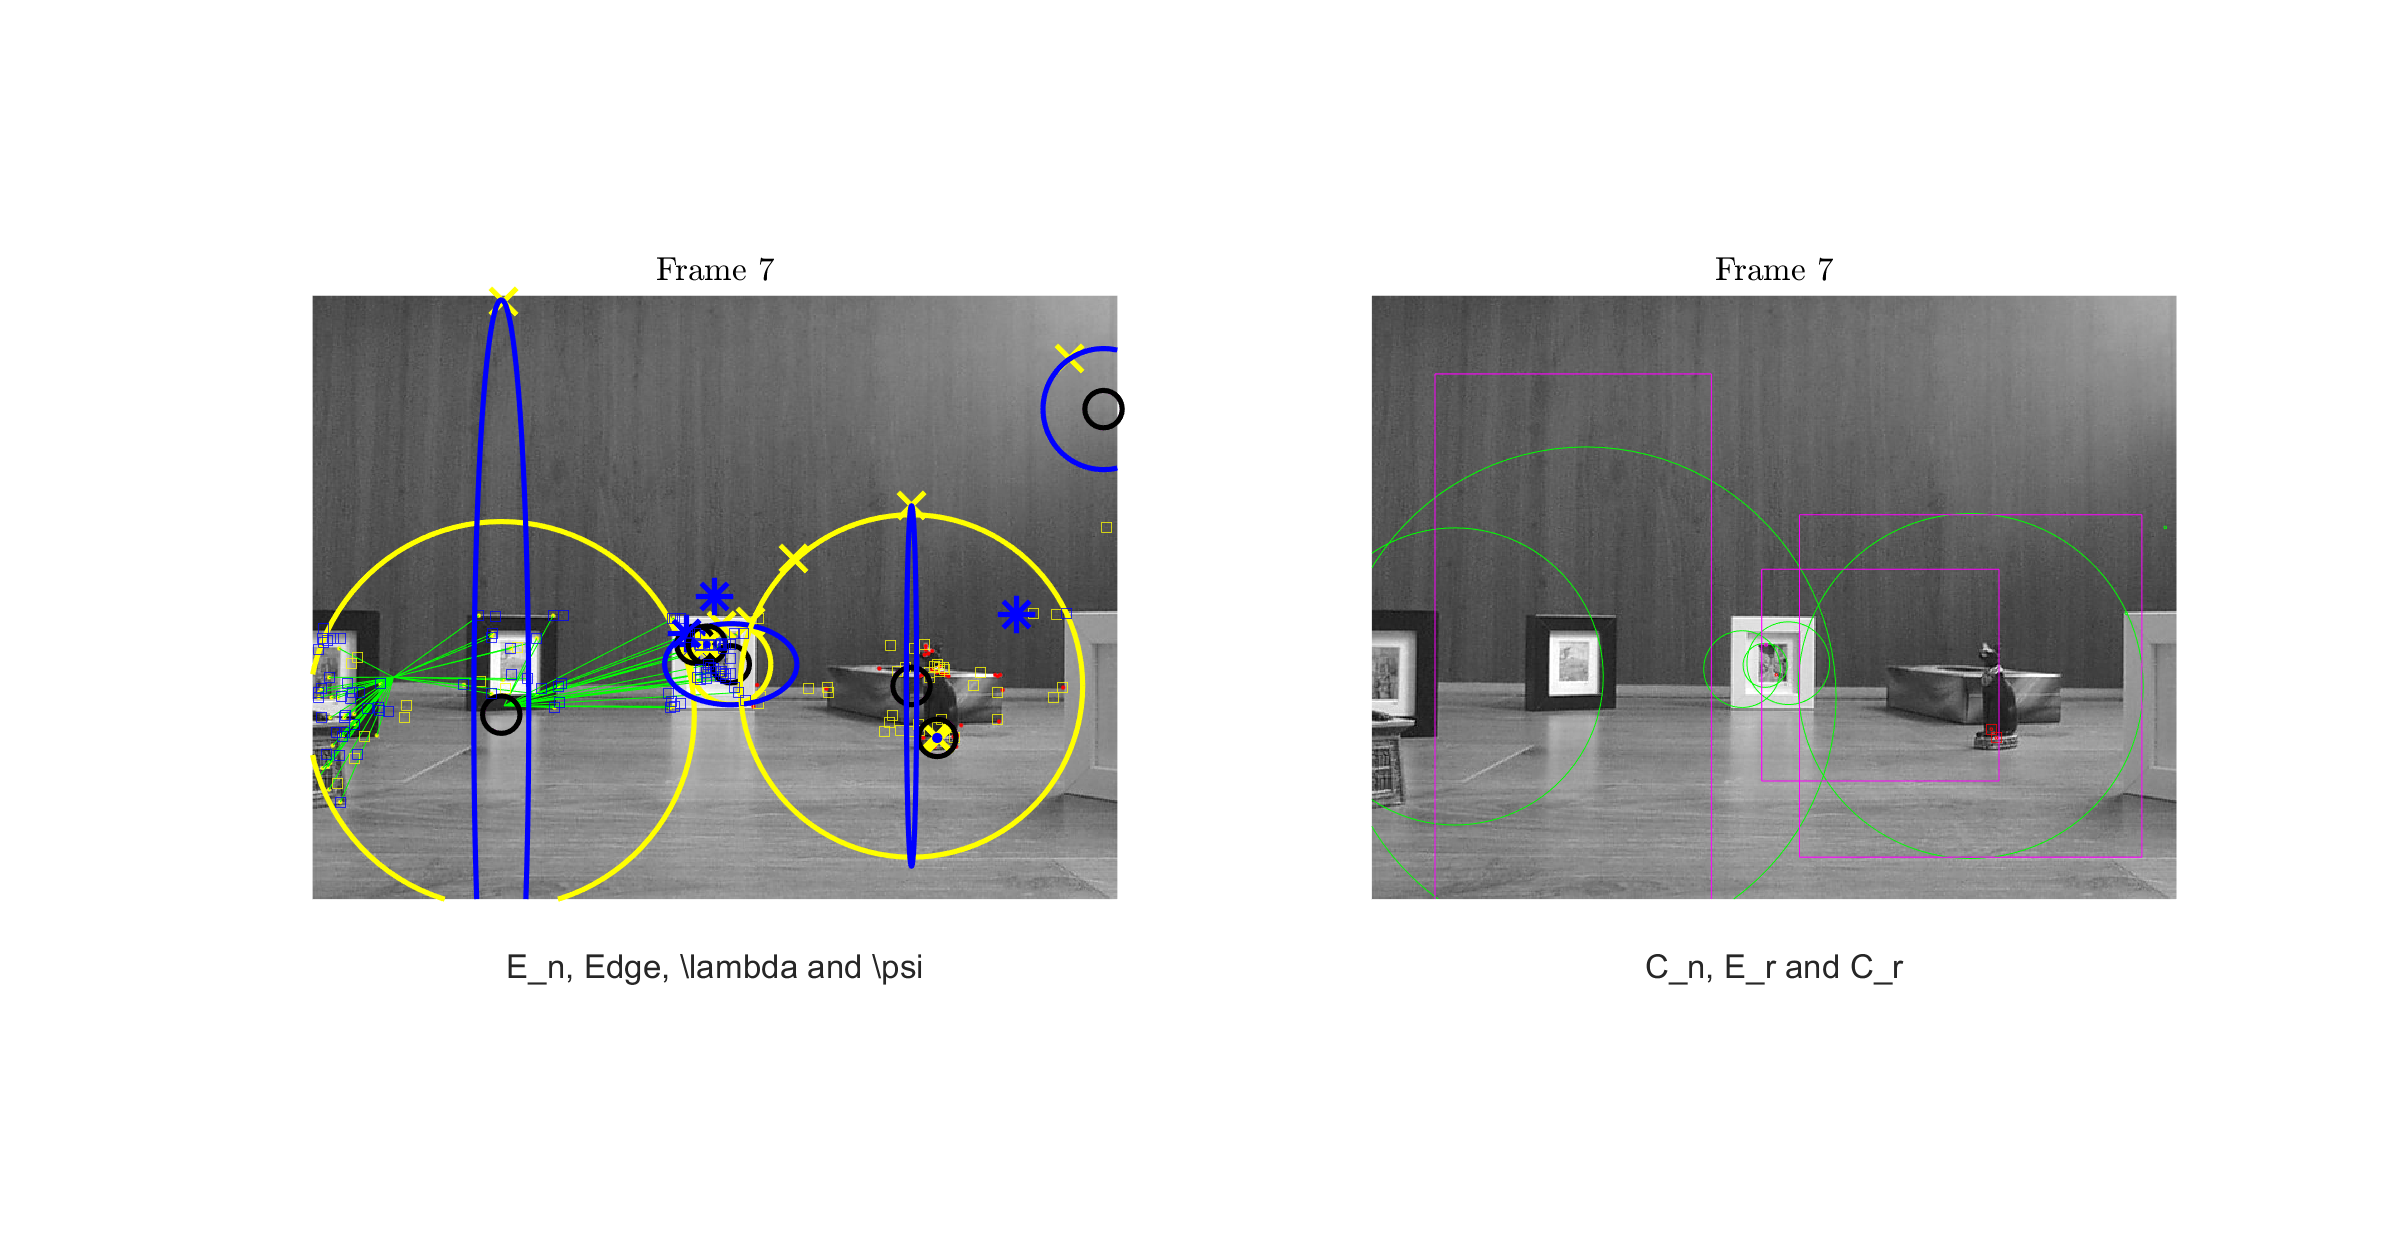 Frame 7
Frame 7
E_n, Edge, \lambda and \psi
C_n, E_r and C_r